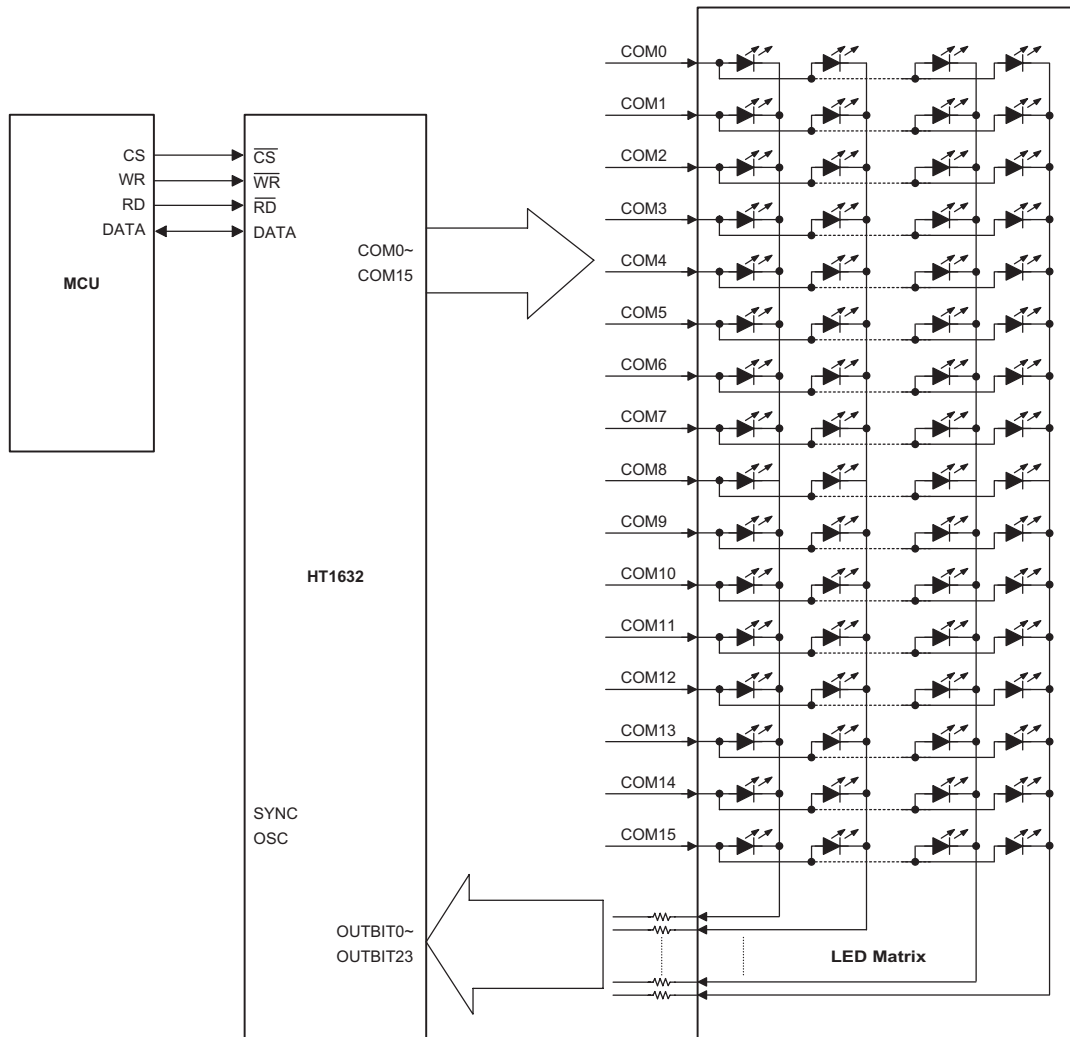 MCU
CS
WR
RD
DATA
CS
WR
RD
DATA
COM0~
COM15
HT1632
SYNC
OSC
OUTBIT0~
OUTBIT23
COM0
COM1
COM2
COM3
COM4
COM5
COM6
COM7
COM8
COM9
COM10
COM11
COM12
COM13
COM14
COM15
LED Matrix